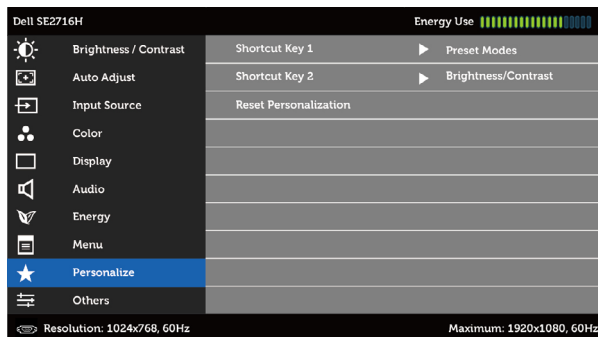 Dell SE2716H Energy Use
Brightness / Contrast Shortcut Key 1 Preset Modes
Auto Adjust Shortcut Key 2 Brightness/Contrast
Input Source Reset Personalization
Color
Display
Audio
Energy
Menu
Personalize
Others
Resolution: 1024x768, 60Hz Maximum: 1920x1080, 60Hz